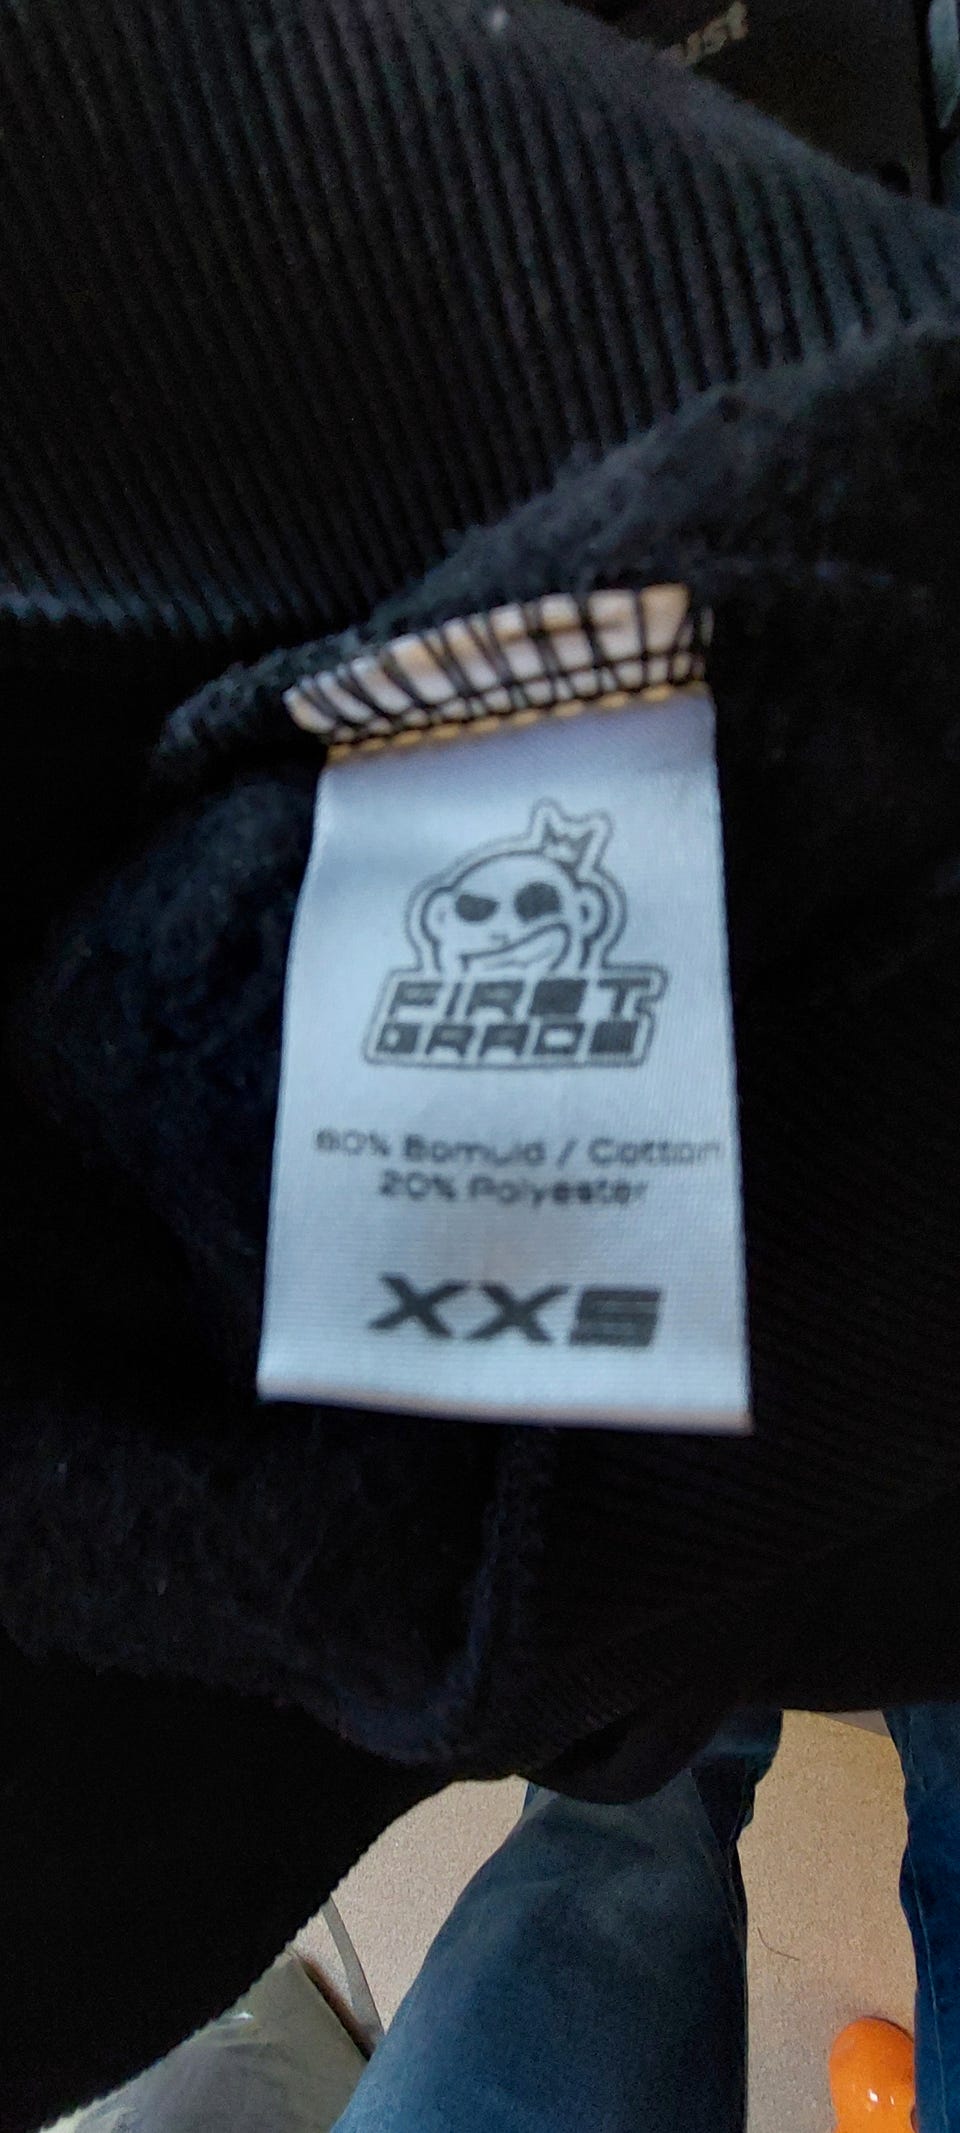 FIRST
GRADE
80% Bomuld / Cotton
20% Polyester
XXS